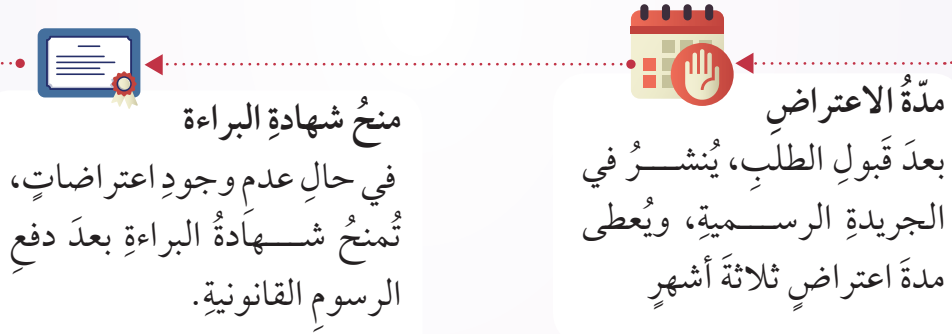 مدّةُ الاعتراضِ
بعدَ قَبولِ الطلَبِ، يُنشــرُ في
الجريدةِ الرســميةِ، ويُعطى
مدةَ اعتراضٍ ثلاثةَ أشهرٍ
منحُ شهادةِ البراءة
في حالِ عدمِ وجودِ اعتراضاتٍ،
تُمنحُ شــهادةُ البراءةِ بعدَ دفعِ
الرسومِ القانونيةِ.